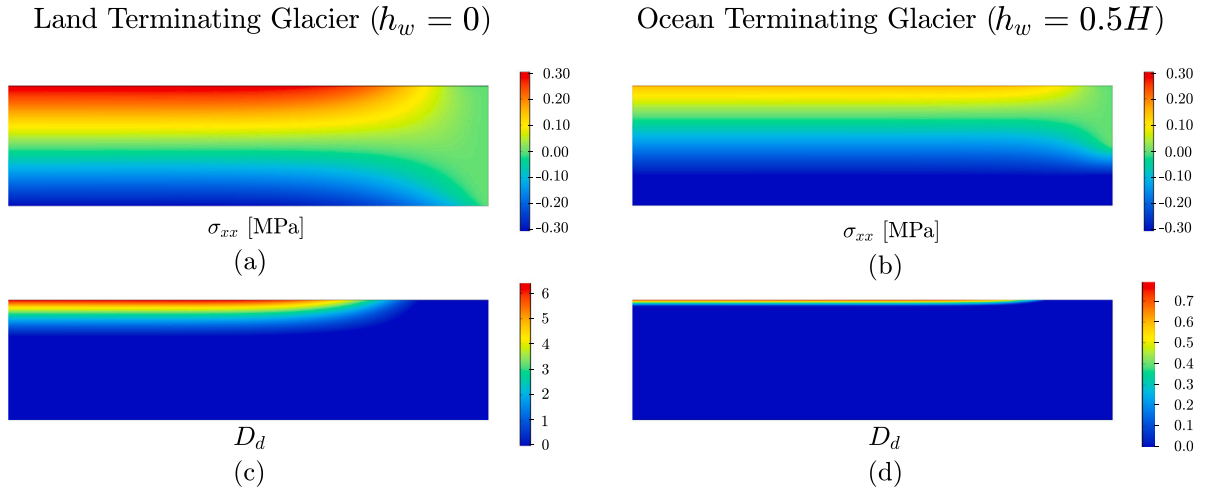 Land Terminating Glacier (h_w = 0)
Ocean Terminating Glacier (h_w = 0.5H)
0.30
0.20
0.10
0.00
-0.10
-0.20
-0.30
σ_xx [MPa]
(a)
0.30
0.20
0.10
0.00
-0.10
-0.20
-0.30
σ_xx [MPa]
(b)
6
5
4
3
2
1
0
D_d
(c)
0.7
0.6
0.5
0.4
0.3
0.2
0.1
0.0
D_d
(d)